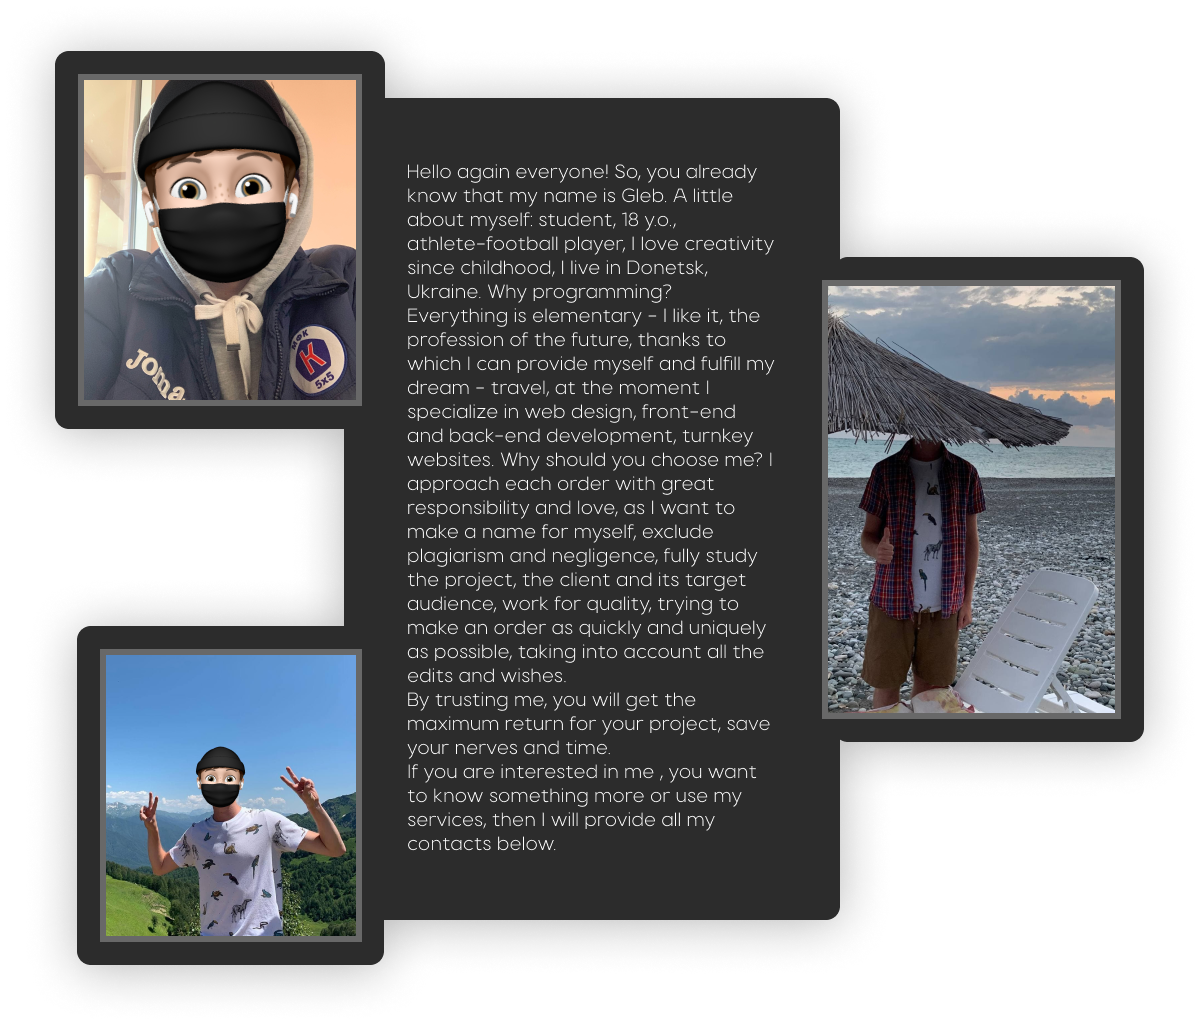 Hello again everyone! So, you already
know that my name is Gleb. A little
about myself: student, 18 y.o.,
athlete-football player, I love creativity
since childhood, I live in Donetsk,
Ukraine. Why programming?
Everything is elementary - I like it, the
profession of the future, thanks to
which I can provide myself and fulfill my
dream - travel, at the moment I
specialize in web design, front-end
and back-end development, turnkey
websites. Why should you choose me? I
approach each order with great
responsibility and love, as I want to
make a name for myself, exclude
plagiarism and negligence, fully study
the project, the client and its target
audience, work for quality, trying to
make an order as quickly and uniquely
as possible, taking into account all the
edits and wishes.
By trusting me, you will get the
maximum return for your project, save
your nerves and time.
If you are interested in me , you want
to know something more or use my
services, then I will provide all my
contacts below.
Joma
K
5x5